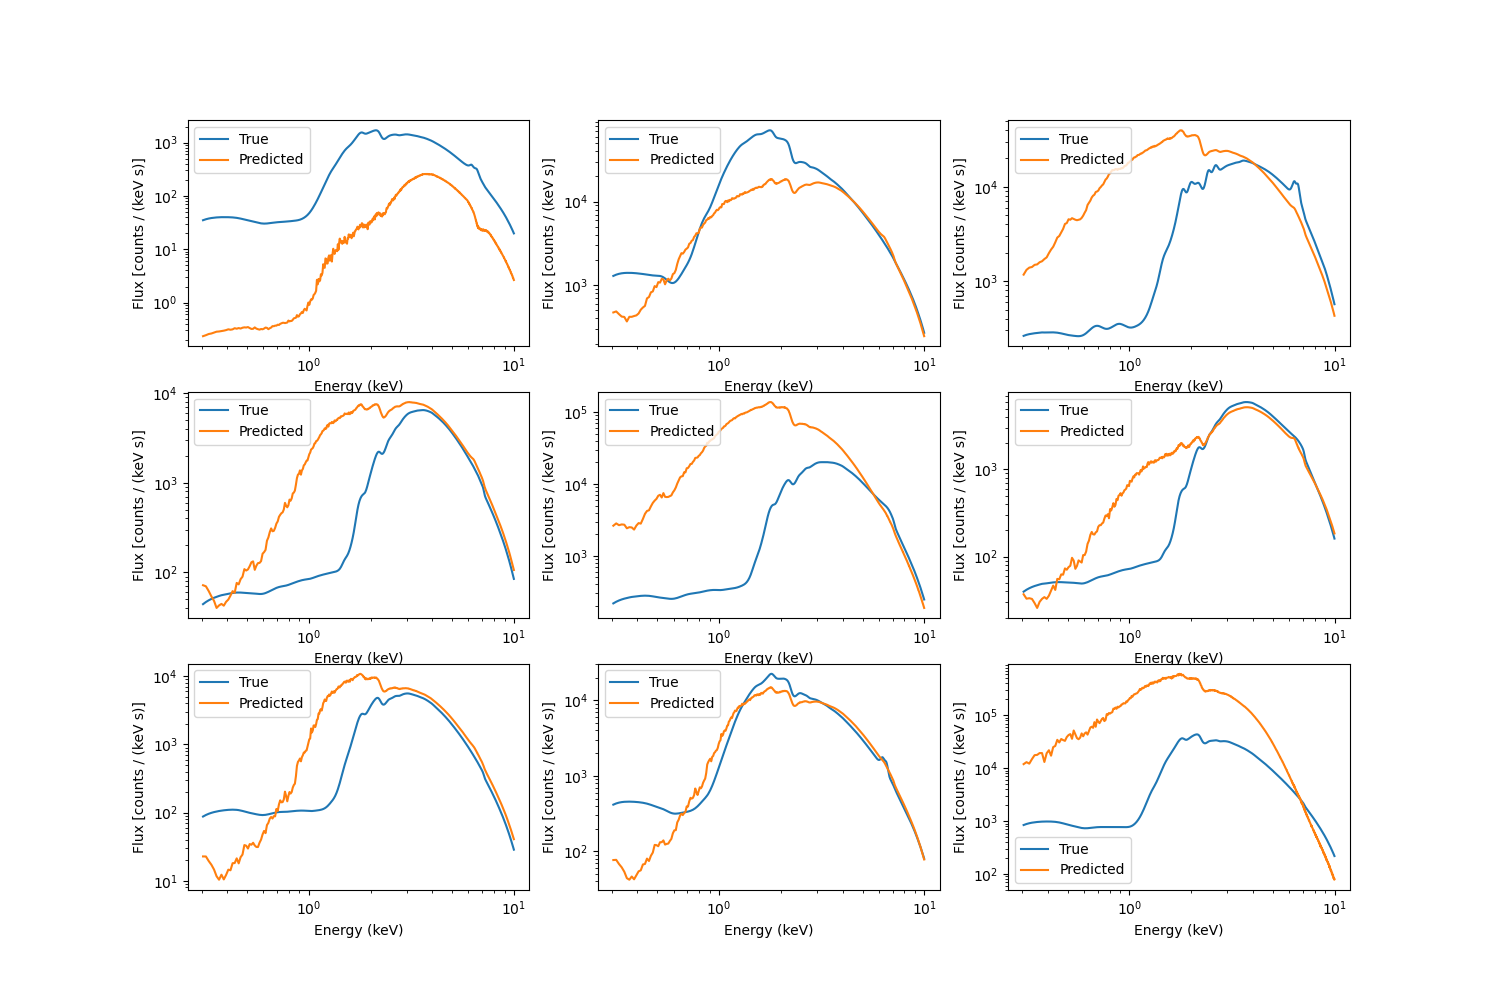 True
Predicted
10³
10²
10¹
10⁰
Flux [counts / (keV s)]
10⁰
10¹
Energy (keV)
True
Predicted
10⁴
10³
Flux [counts / (keV s)]
10⁰
10¹
Energy (keV)
True
Predicted
10⁴
10³
Flux [counts / (keV s)]
10⁰
10¹
Energy (keV)
True
Predicted
10⁴
10³
10²
Flux [counts / (keV s)]
10⁰
10¹
Energy (keV)
True
Predicted
10⁵
10⁴
10³
Flux [counts / (keV s)]
10⁰
10¹
Energy (keV)
True
Predicted
10³
10²
Flux [counts / (keV s)]
10⁰
10¹
Energy (keV)
True
Predicted
10⁴
10³
10²
10¹
Flux [counts / (keV s)]
10⁰
10¹
Energy (keV)
True
Predicted
10⁴
10³
10²
Flux [counts / (keV s)]
10⁰
10¹
Energy (keV)
10⁵
10⁴
10³
10²
Flux [counts / (keV s)]
True
Predicted
10⁰
10¹
Energy (keV)